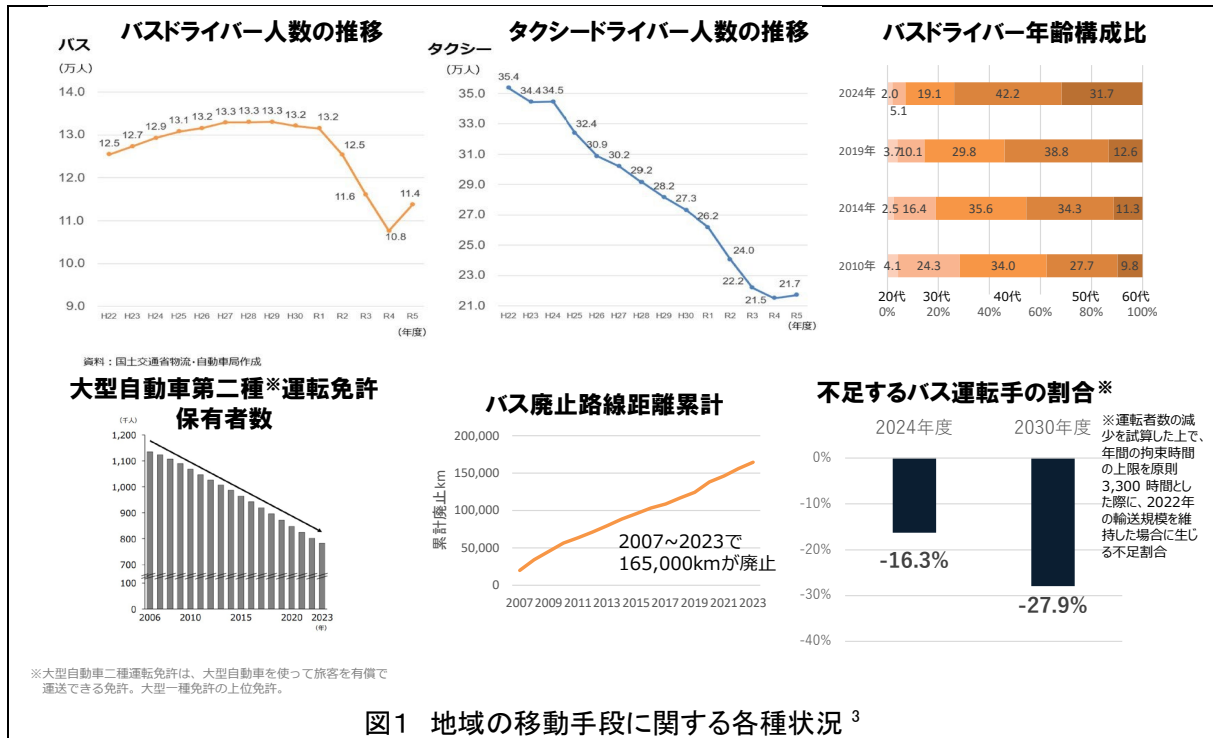 バスドライバー人数の推移
バス
(万人)
14.0
13.0
12.0
11.0
10.0
9.0
12.5
12.7
12.9
13.1
13.2
13.3
13.3
13.3
13.2
13.2
12.5
11.6
10.8
11.4
H22 H23 H24 H25 H26 H27 H28 H29 H30 R1 R2 R3 R4 R5
(年度)
資料：国土交通省物流・自動車局作成
タクシードライバー人数の推移
タクシー
(万人)
35.0
33.0
31.0
29.0
27.0
25.0
23.0
21.0
35.4
34.4
34.5
32.4
30.9
30.2
29.2
28.2
27.3
26.2
24.0
22.2
21.5
21.7
H22 H23 H24 H25 H26 H27 H28 H29 H30 R1 R2 R3 R4 R5
(年度)
バスドライバー年齢構成比
2024年 2.0 5.1 19.1 42.2 31.7
2019年 3.7 10.1 29.8 38.8 12.6
2014年 2.5 16.4 35.6 34.3 11.3
2010年 4.1 24.3 34.0 27.7 9.8
20代 30代 40代 50代 60代
0% 20% 40% 60% 80% 100%
大型自動車第二種※運転免許
保有者数
(千人)
1,200
1,100
1,000
900
800
700
100
0
2006 2010 2015 2020 2023
(年)
※大型自動車二種運転免許は、大型自動車を使って旅客を有償で
運送できる免許。大型一種免許の上位免許。
バス廃止路線距離累計
累計廃止km
200,000
150,000
100,000
50,000
0
2007~2023で
165,000kmが廃止
2007 2009 2011 2013 2015 2017 2019 2021 2023
不足するバス運転手の割合※
2024年度 2030年度
0%
-10%
-20%
-30%
-40%
-16.3%
-27.9%
※運転者数の減
少を試算した上で、
年間の拘束時間
の上限を原則
3,300 時間とし
た際に、2022年
の輸送規模を維
持した場合に生じ
る不足割合
図1 地域の移動手段に関する各種状況 3